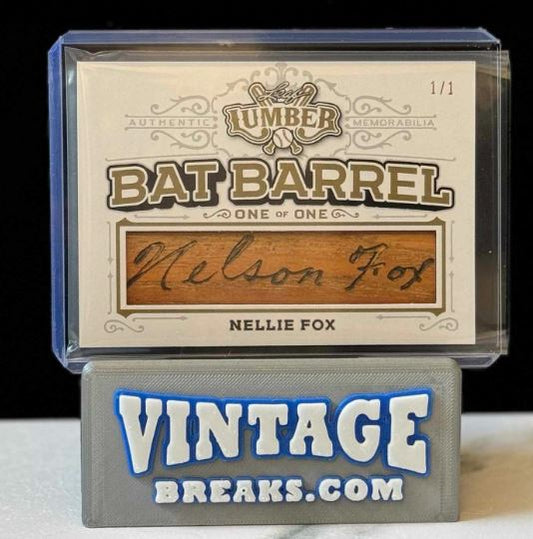 1/1
Leaf
LUMBER
AUTHENTIC MEMORABILIA
BAT BARREL
ONE OF ONE
Nelson Fox
NELLIE FOX
VINTAGE
BREAKS.COM